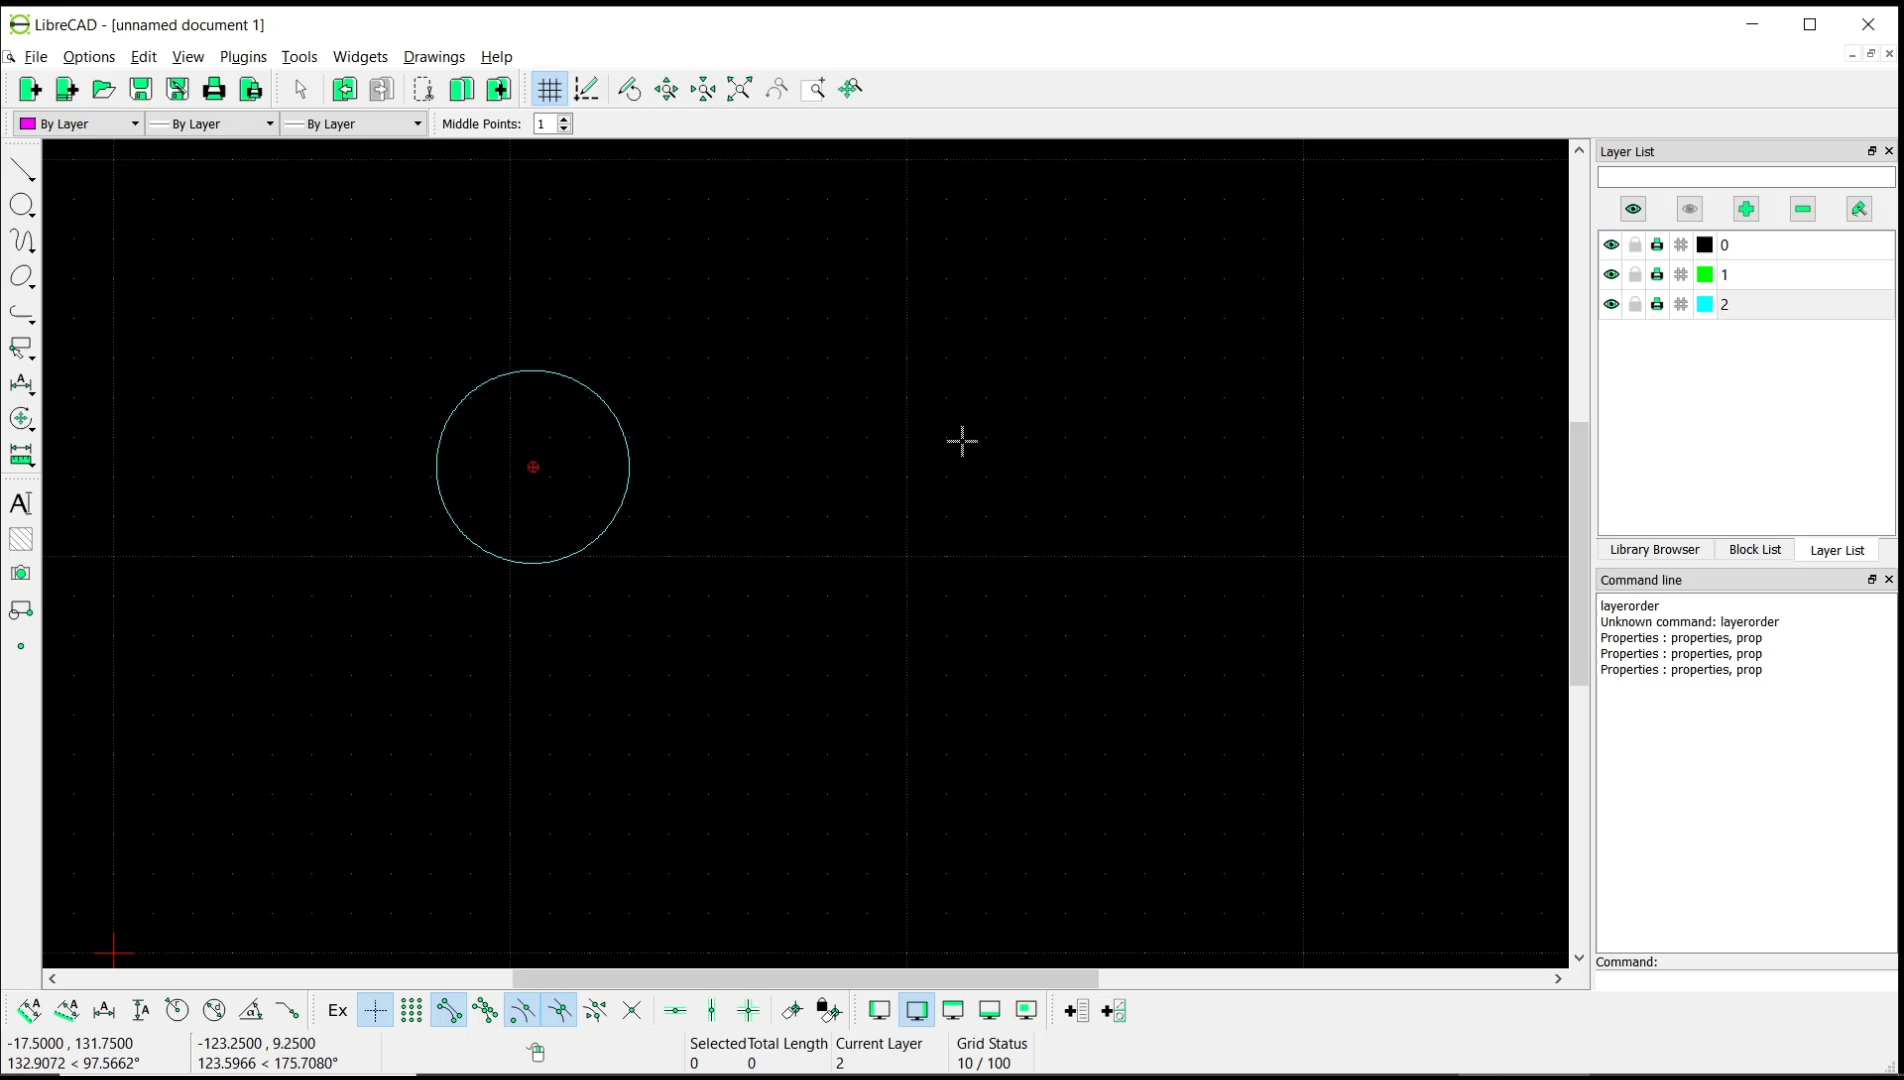 LibreCAD - [unnamed document 1]
File Options Edit View Plugins Tools Widgets Drawings Help
By Layer By Layer By Layer Middle Points: 1
Layer List
0
1
2
Library Browser Block List Layer List
Command line
layerorder
Unknown command: layerorder
Properties : properties, prop
Properties : properties, prop
Properties : properties, prop
Command:
Ex
-17.5000 , 131.7500 -123.2500 , 9.2500 Selected Total Length Current Layer Grid Status
132.9072 < 97.5662° 123.5966 < 175.7080° 0 0 2 10 / 100